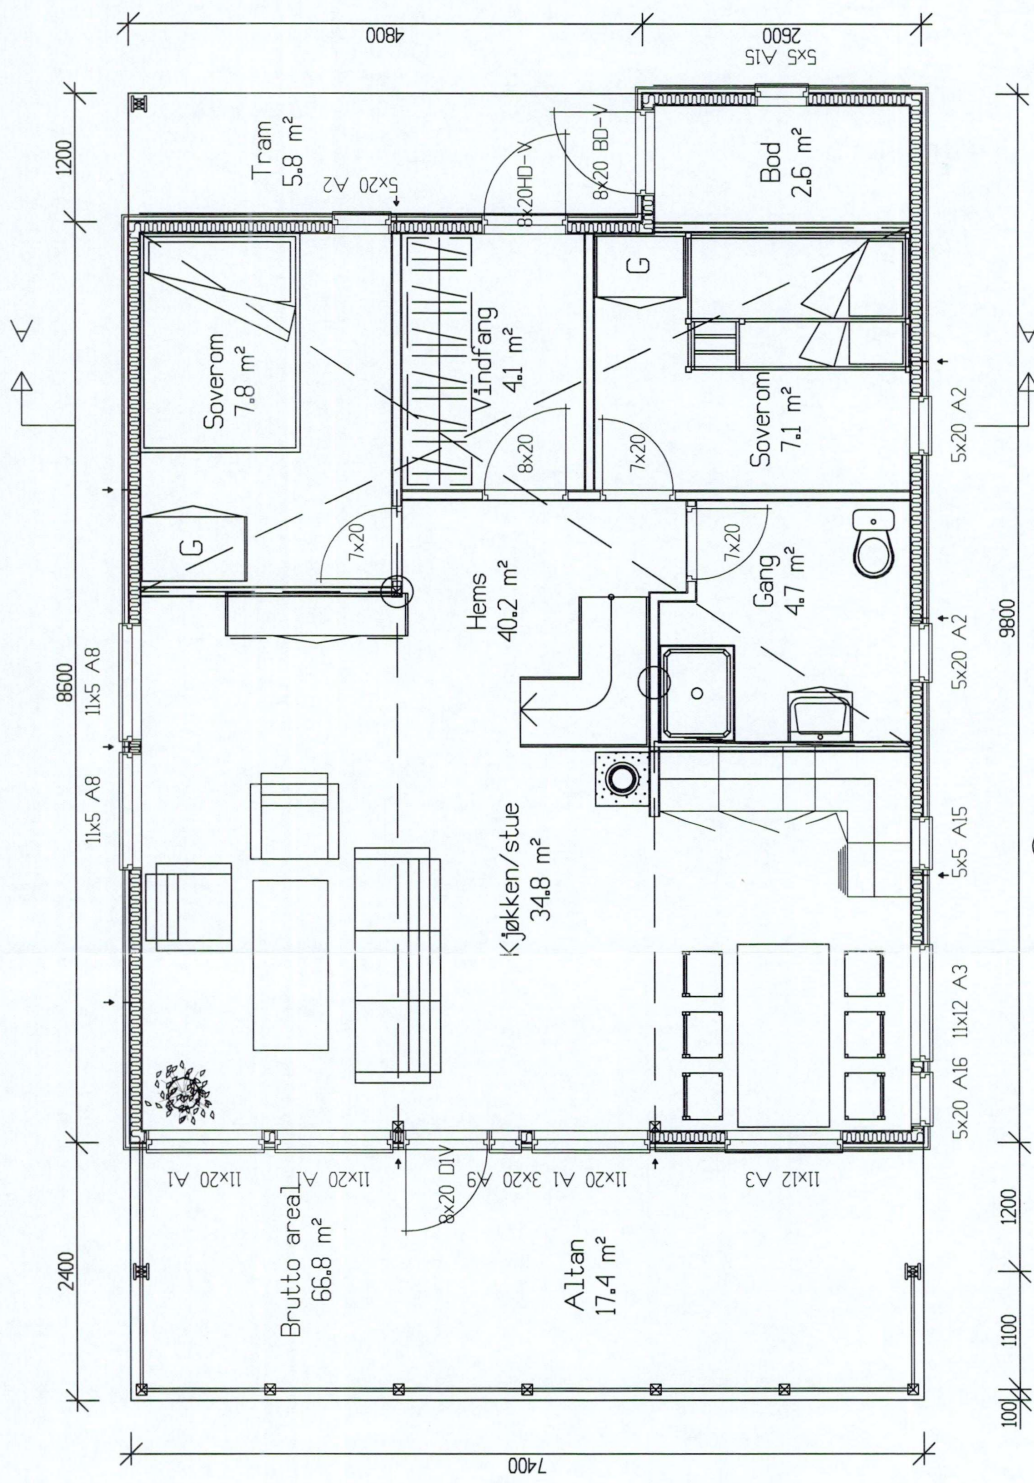 4800
2600
5x5 A15
1200
Tram
5.8 m²
5x20 A2
8x20HD-V
8x20 BD-V
Bod
2.6 m²
A
A
Soverom
7.8 m²
Vindfang
4.1 m²
G
8x20
7x20
Soverom
7.1 m²
5x20 A2
G
7x20
Hems
40.2 m²
7x20
Gang
4.7 m²
5x20 A2
9800
8600
11x5 A8
11x5 A8
Kjøkken/stue
34.8 m²
5x5 A15
11x12 A3
5x20 A16
11x20 A1
11x20 A1
8x20 DIV
3x20 A9
11x20 A1
11x12 A3
2400
Brutto areal
66.8 m²
Altan
17.4 m²
1200
1100
100
7400